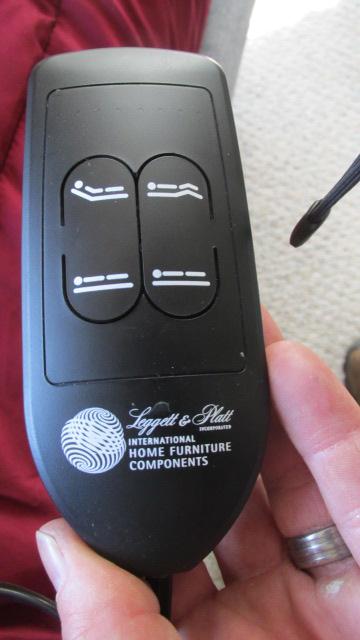 Leggett & Platt
INCORPORATED
INTERNATIONAL
HOME FURNITURE
COMPONENTS